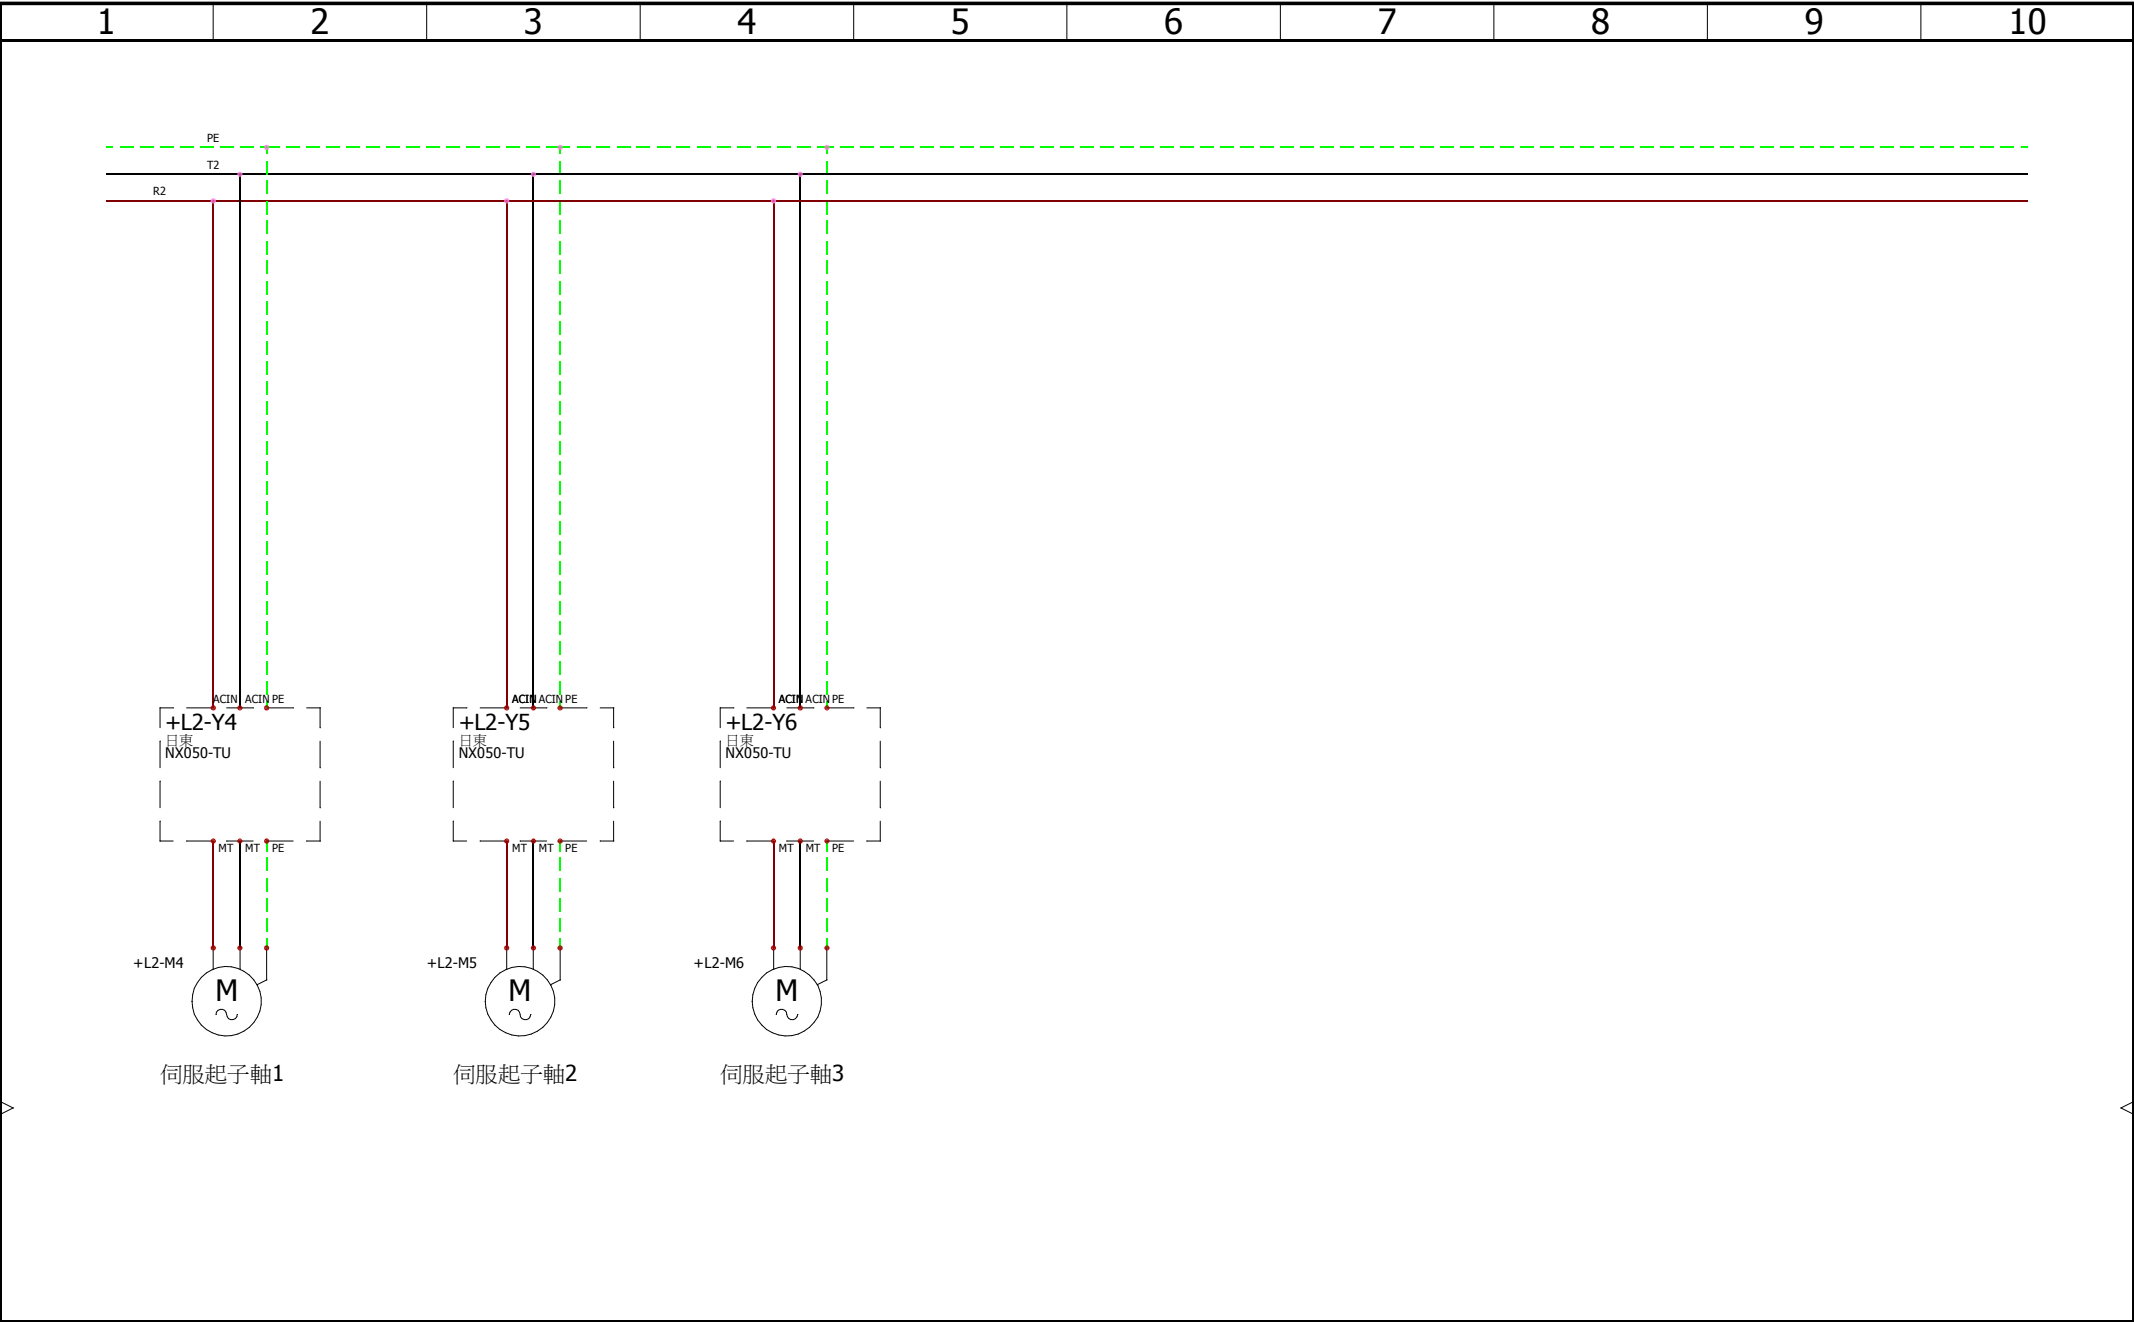 1 2 3 4 5 6 7 8 9 10
PE
T2
R2
ACIN ACIN PE
ACIN ACIN PE
ACIN ACIN PE
+L2-Y4
日東
NX050-TU
+L2-Y5
日東
NX050-TU
+L2-Y6
日東
NX050-TU
MT MT PE
MT MT PE
MT MT PE
+L2-M4
M
+L2-M5
M
+L2-M6
M
伺服起子軸1
伺服起子軸2
伺服起子軸3